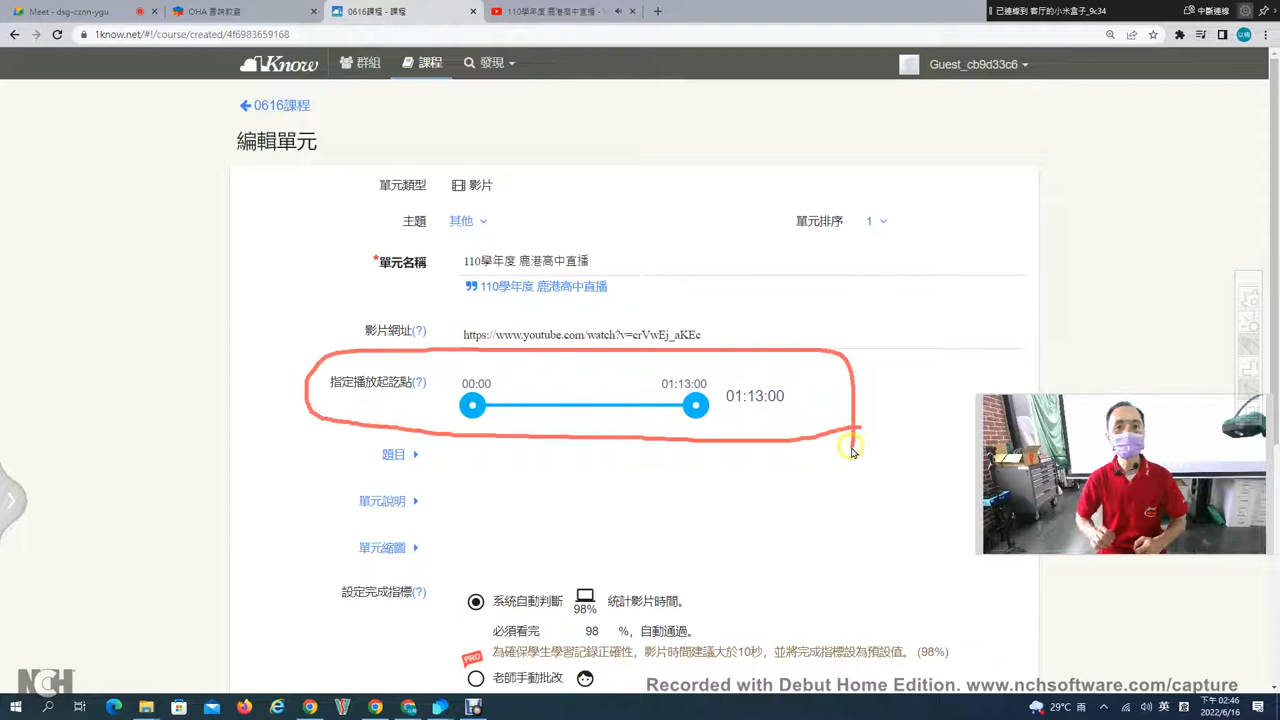 Meet - dsg-cznn-ygu
OHA 雲端教室
0616課程 - 課程
110學年度 鹿港高中直播 -
已連線到 客厅的小米盒子_9c34
中斷連線
1know.net/#!/course/created/4f6983659168
1Know
群組
課程
發現
Guest_cb9d33c6
0616課程
編輯單元
單元類型
影片
主題
其他
單元排序
1
*單元名稱
110學年度 鹿港高中直播
110學年度 鹿港高中直播
影片網址(?)
https://www.youtube.com/watch?v=crVwEj_aKEc
指定播放起訖點(?)
00:00
01:13:00
01:13:00
題目
單元說明
單元縮圖
設定完成指標(?)
系統自動判斷
98%
統計影片時間。
必須看完 98 %，自動通過。
PRO
為確保學生學習記錄正確性，影片時間建議大於10秒，並將完成指標設為預設值。 (98%)
老師手動批改
NCH
Recorded with Debut Home Edition. www.nchsoftware.com/capture
29°C 雨
英
下午 02:46
2022/6/16